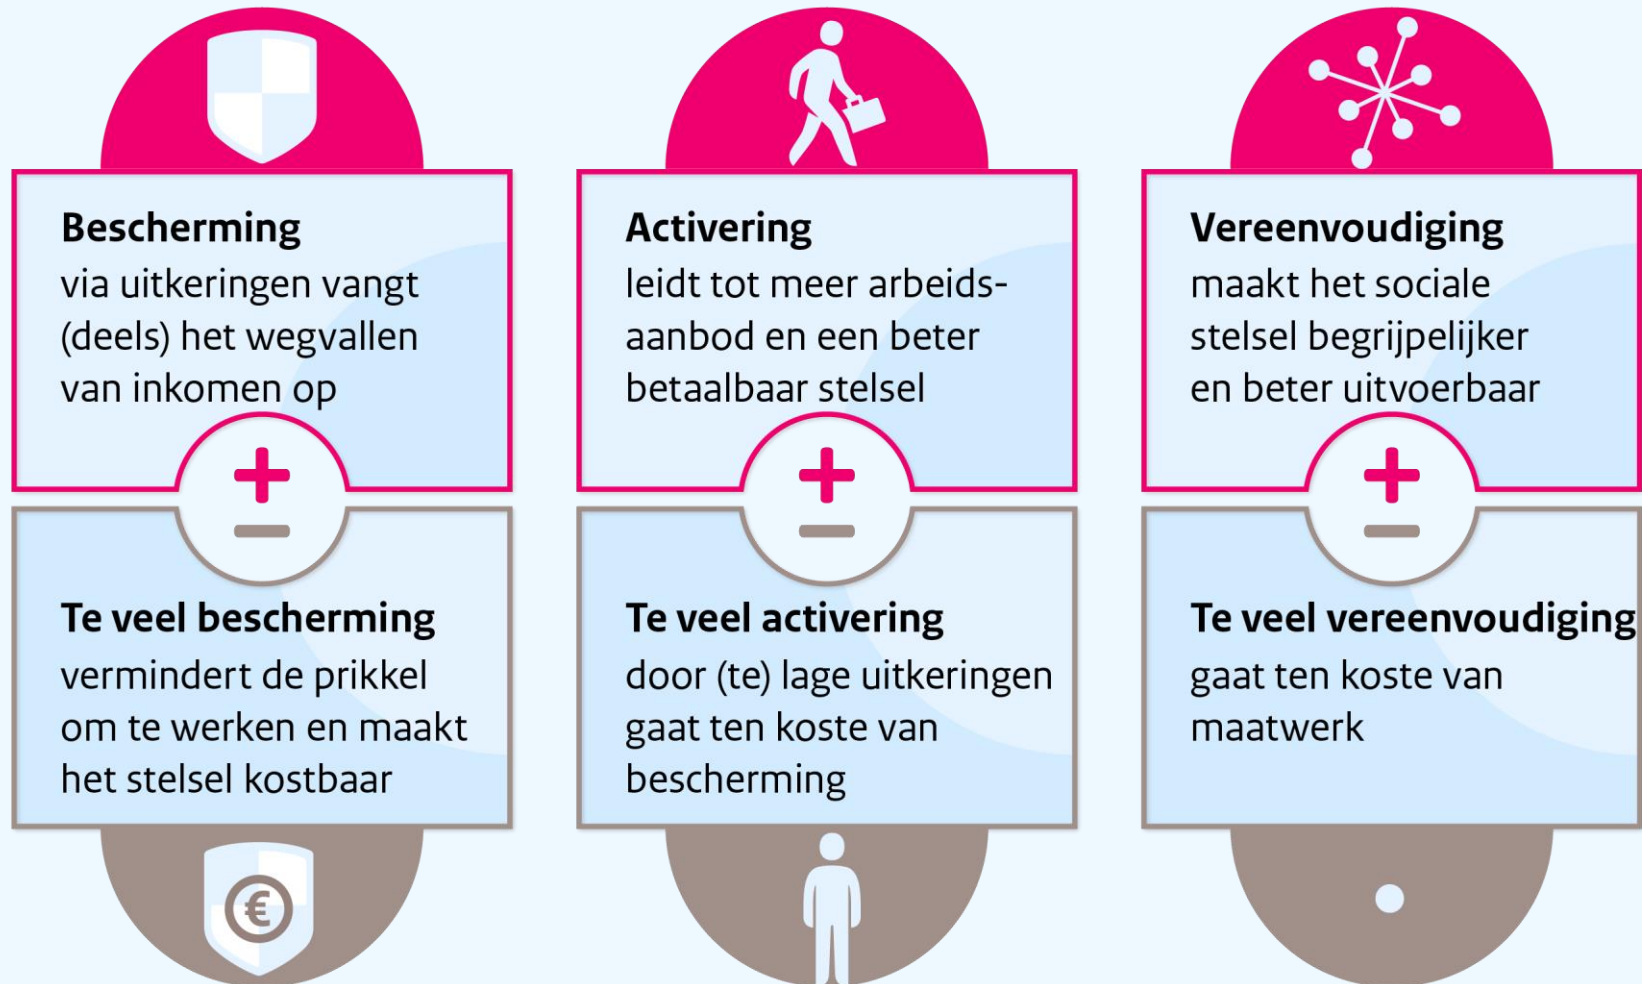 Bescherming
via uitkeringen vangt
(deels) het wegvallen
van inkomen op
+
–
Te veel bescherming
vermindert de prikkel
om te werken en maakt
het stelsel kostbaar
€
Activering
leidt tot meer arbeids-
aanbod en een beter
betaalbaar stelsel
+
–
Te veel activering
door (te) lage uitkeringen
gaat ten koste van
bescherming
Vereenvoudiging
maakt het sociale
stelsel begrijpelijker
en beter uitvoerbaar
+
–
Te veel vereenvoudiging
gaat ten koste van
maatwerk